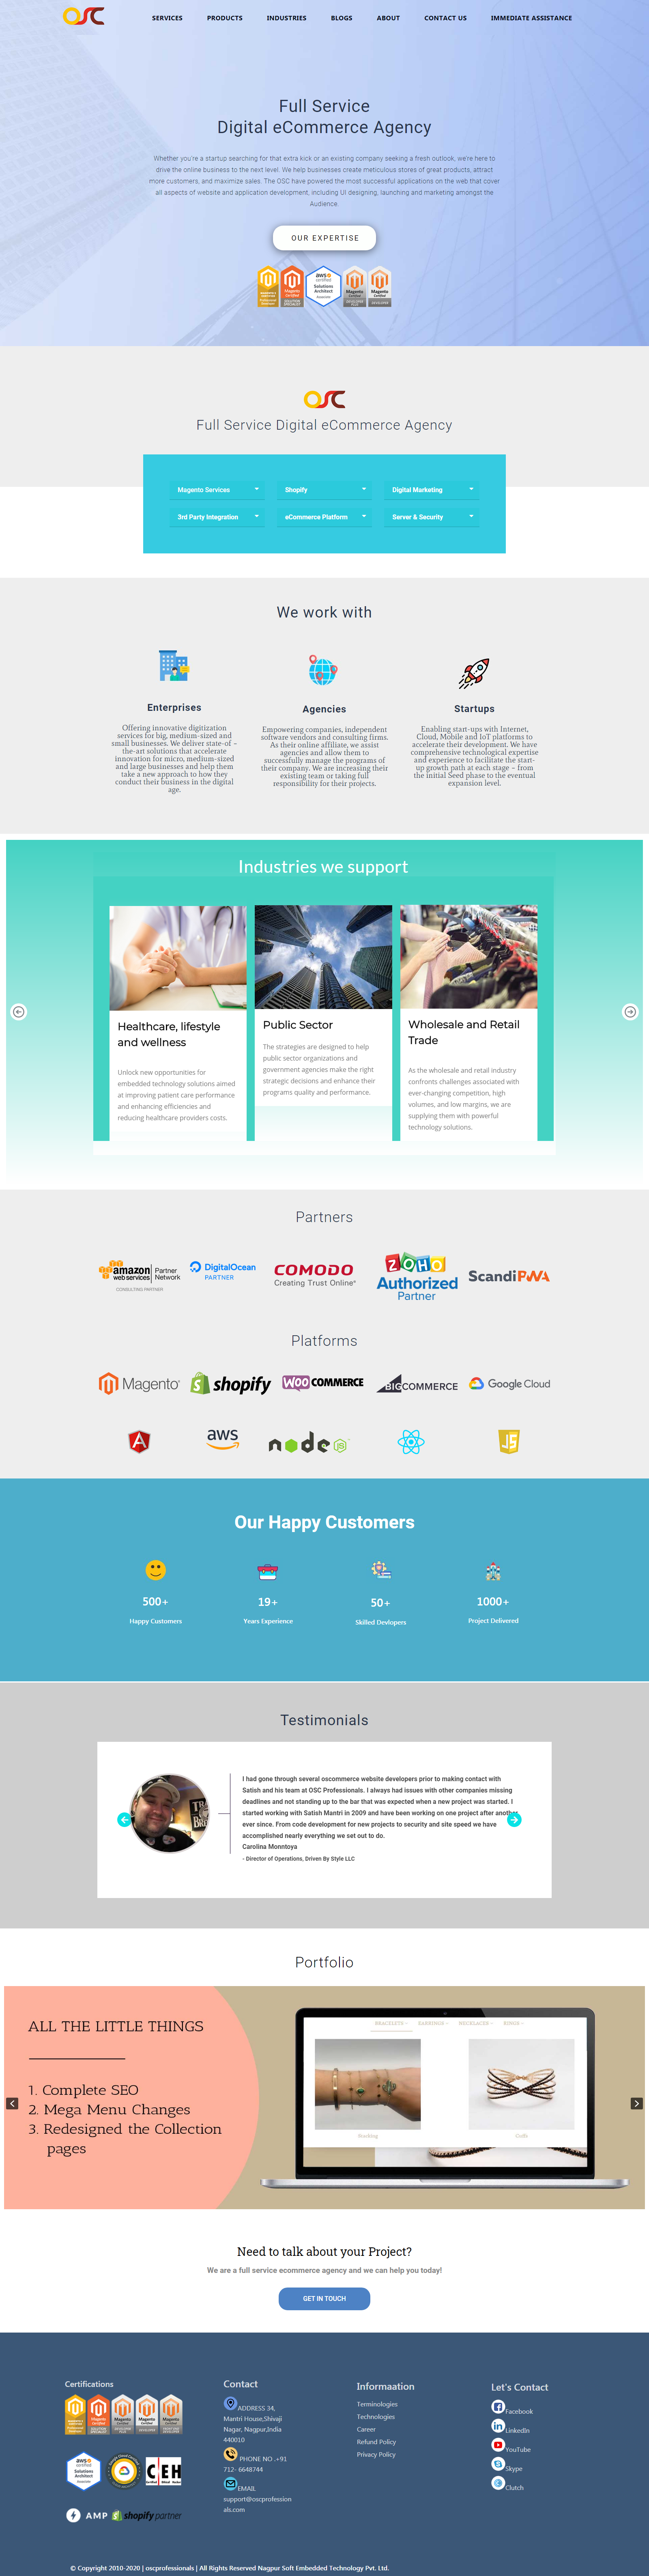 OSC
SERVICES PRODUCTS INDUSTRIES BLOGS ABOUT CONTACT US IMMEDIATE ASSISTANCE
Full Service
Digital eCommerce Agency
Whether you're a startup searching for that extra kick or an existing company seeking a fresh outlook, we're here to
drive the online business to the next level. We help businesses create meticulous stores of great products, attract
more customers, and maximize sales. The OSC have powered the most successful applications on the web that cover
all aspects of website and application development, including UI designing, launching and marketing amongst the
Audience.
OUR EXPERTISE
aws
certified
Solutions
Architect
Associate
Magento
Certified
DEVELOPER
PLUS
Magento
Certified
DEVELOPER
OSC
Full Service Digital eCommerce Agency
Magento Services Shopify Digital Marketing
3rd Party Integration eCommerce Platform Server & Security
We work with
Enterprises
Offering innovative digitization
services for big, medium-sized and
small businesses. We deliver state-of –
the-art solutions that accelerate
innovation for micro, medium-sized
and large businesses and help them
take a new approach to how they
conduct their business in the digital
age.
Agencies
Empowering companies, independent
software vendors and consulting firms.
As their online affiliate, we assist
agencies and allow them to
successfully manage the programs of
their company. We are increasing their
existing team or taking full
responsibility for their projects.
Startups
Enabling start-ups with Internet,
Cloud, Mobile and IoT platforms to
accelerate their development. We have
comprehensive technological expertise
and experience to facilitate the start-
up growth path at each stage – from
the initial Seed phase to the eventual
expansion level.
Industries we support
Healthcare, lifestyle
and wellness
Unlock new opportunities for
embedded technology solutions aimed
at improving patient care performance
and enhancing efficiencies and
reducing healthcare providers costs.
Public Sector
The strategies are designed to help
public sector organizations and
government agencies make the right
strategic decisions and enhance their
programs quality and performance.
Wholesale and Retail
Trade
As the wholesale and retail industry
confronts challenges associated with
ever-changing competition, high
volumes, and low margins, we are
supplying them with powerful
technology solutions.
Partners
amazon
web services
Partner
Network
CONSULTING PARTNER
DigitalOcean
PARTNER
COMODO
Creating Trust Online®
ZOHO
Authorized
Partner
ScandiPWA
Platforms
Magento shopify WOO COMMERCE BIGCOMMERCE Google Cloud
A aws node JS JS
Our Happy Customers
500+
Happy Customers
19+
Years Experience
50+
Skilled Devlopers
1000+
Project Delivered
Testimonials
I had gone through several oscommerce website developers prior to making contact with
Satish and his team at OSC Professionals. I always had issues with other companies missing
deadlines and not standing up to the bar that was expected when a new project was started. I
started working with Satish Mantri in 2009 and have been working on one project after another
ever since. From code development for new projects to security and site speed we have
accomplished nearly everything we set out to do.
Carolina Monntoya
- Director of Operations, Driven By Style LLC
Portfolio
ALL THE LITTLE THINGS
1. Complete SEO
2. Mega Menu Changes
3. Redesigned the Collection
pages
BRACELETS EARRINGS NECKLACES RINGS
Stacking
Cuffs
Need to talk about your Project?
We are a full service ecommerce agency and we can help you today!
GET IN TOUCH
Certifications
aws
certified
Solutions
Architect
Associate
CEH
AMP shopify partner
Contact
ADDRESS 34,
Mantri House,Shivaji
Nagar, Nagpur,India
440010
PHONE NO .+91
712- 6648744
EMAIL
support@oscprofession
als.com
Informaation
Terminologies
Technologies
Career
Refund Policy
Privacy Policy
Let's Contact
Facebook
LinkedIn
YouTube
Skype
Clutch
© Copyright 2010-2020 | oscprofessionals | All Rights Reserved Nagpur Soft Embedded Technology Pvt. Ltd.